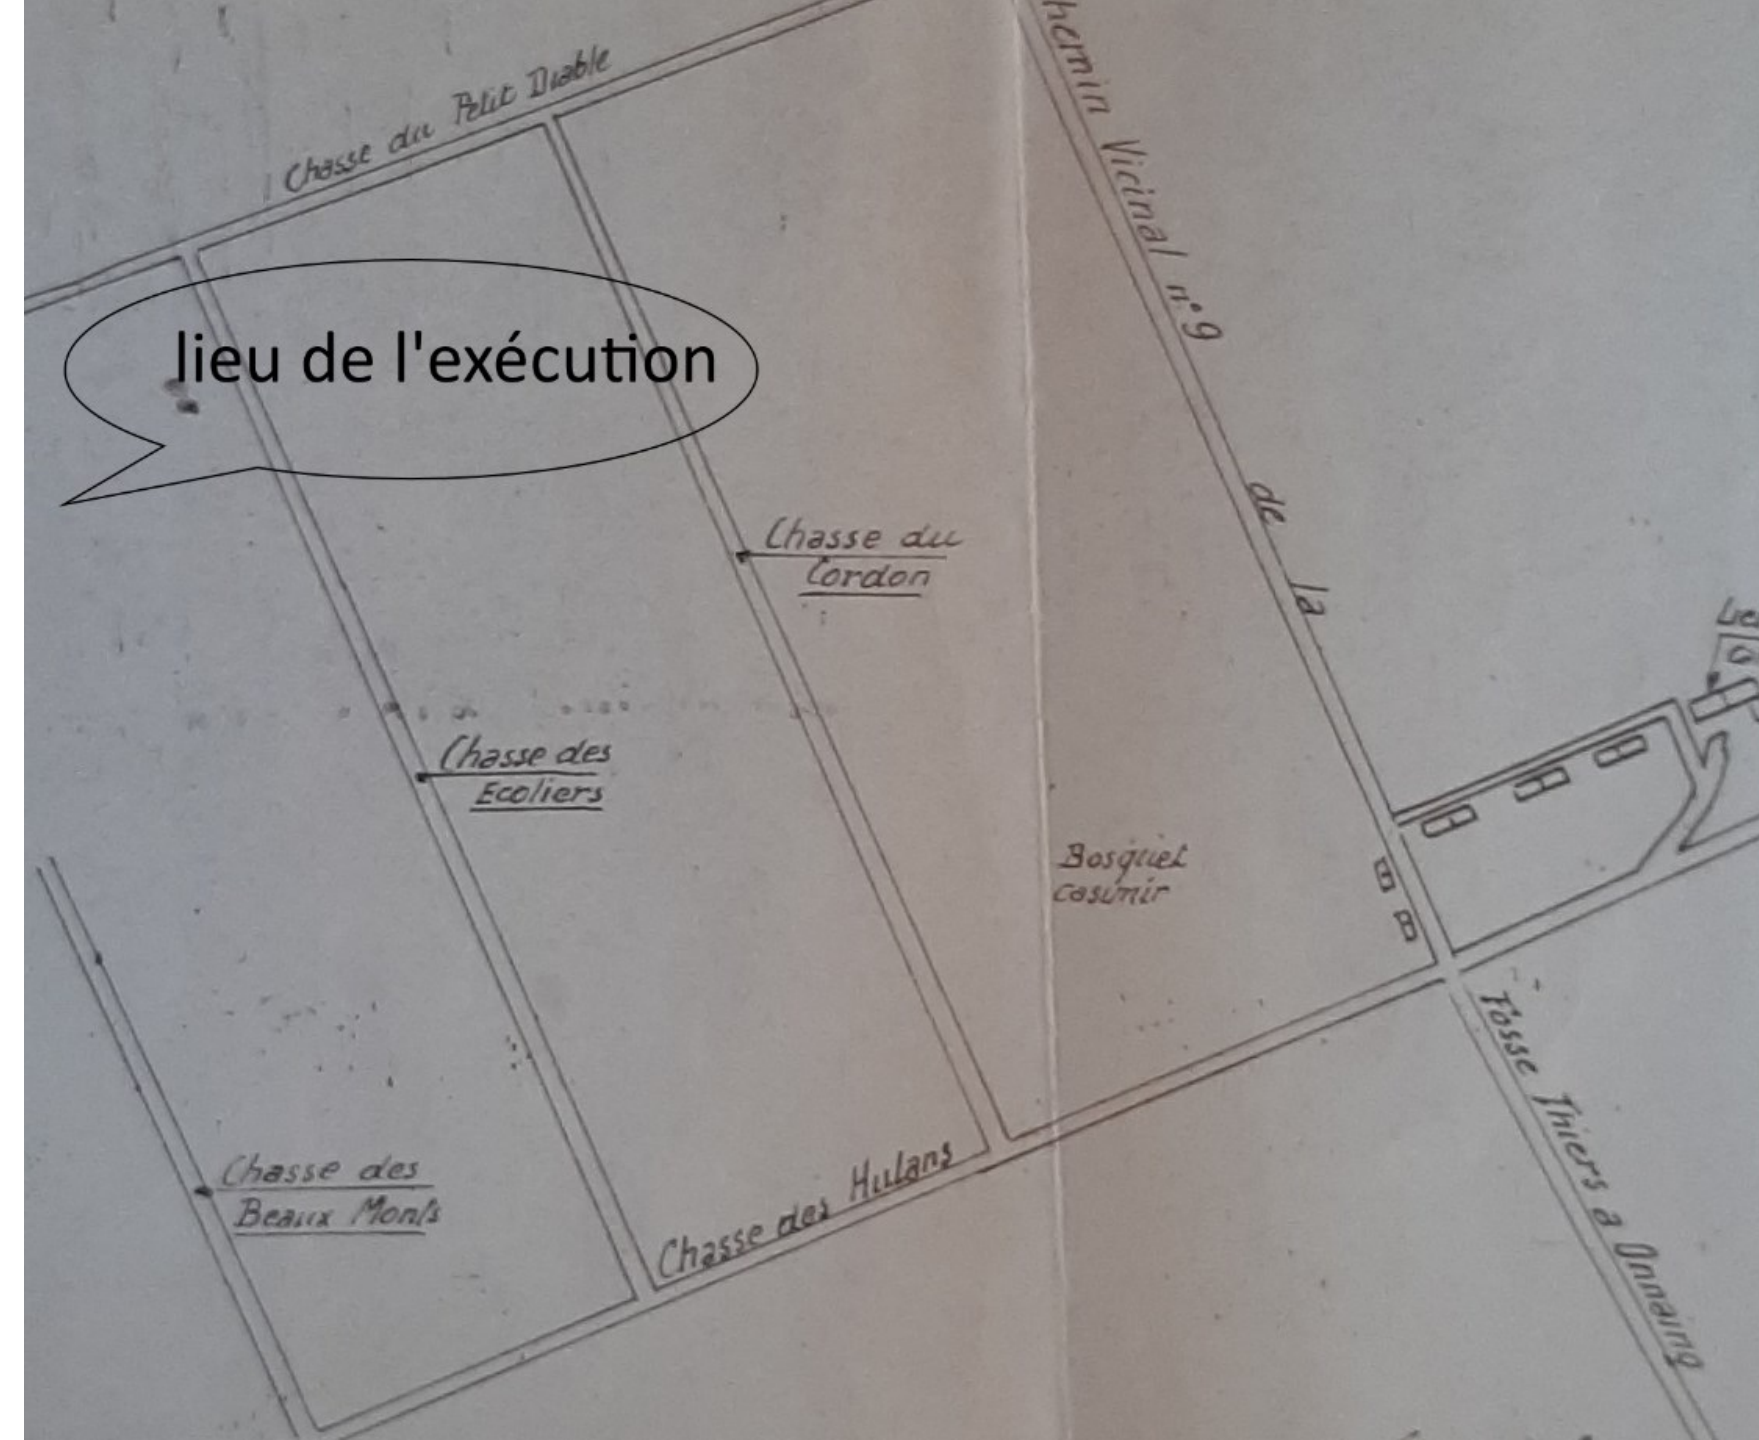 Chasse du Petit Diable
hemin Vicinal n°9 de la Fosse Thiers a Onnaing
lieu de l'exécution
Chasse du
Cordon
Chasse des
Ecoliers
Bosquet
casimir
Chasse des
Beaux Monts
Chasse des Hulans